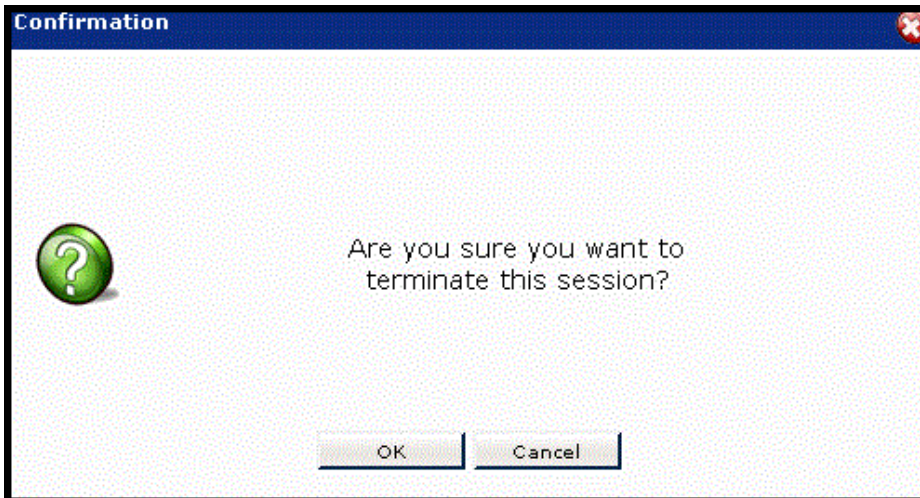 Confirmation
Are you sure you want to
terminate this session?
OK
Cancel